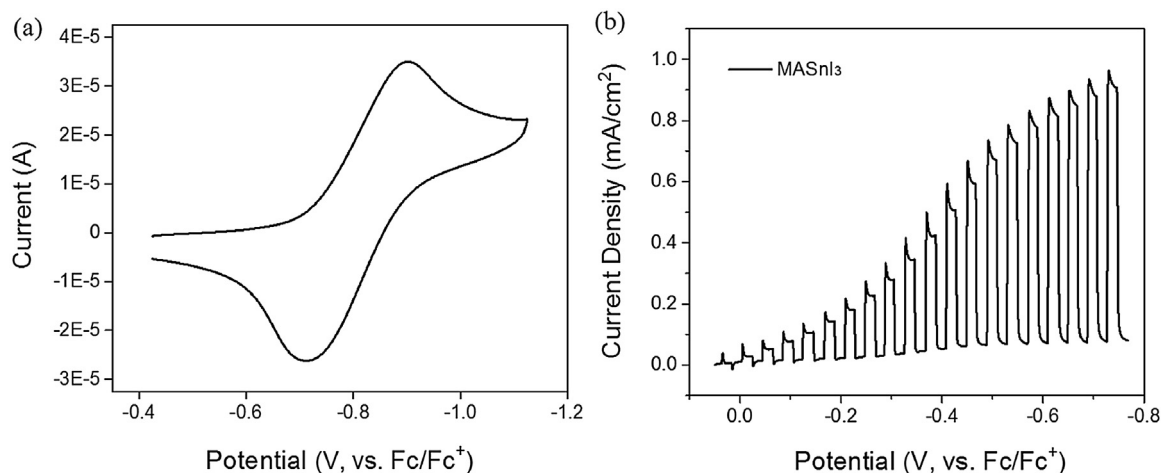 (a)
4E-5
3E-5
2E-5
1E-5
0
-1E-5
-2E-5
-3E-5
Current (A)
-0.4 -0.6 -0.8 -1.0 -1.2
Potential (V, vs. Fc/Fc⁺)
(b)
MASnI₃
1.0
0.8
0.6
0.4
0.2
0.0
Current Density (mA/cm²)
0.0 -0.2 -0.4 -0.6 -0.8
Potential (V, vs. Fc/Fc⁺)